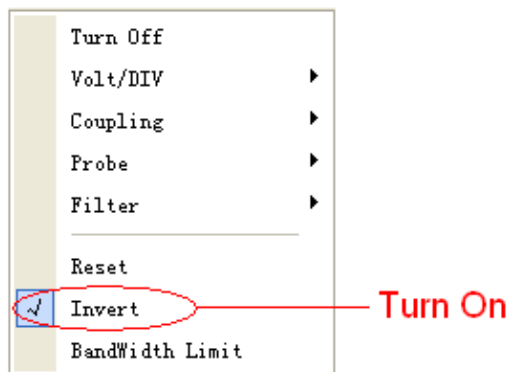 Turn Off
Volt/DIV
Coupling
Probe
Filter
Reset
Invert
Turn On
BandWidth Limit